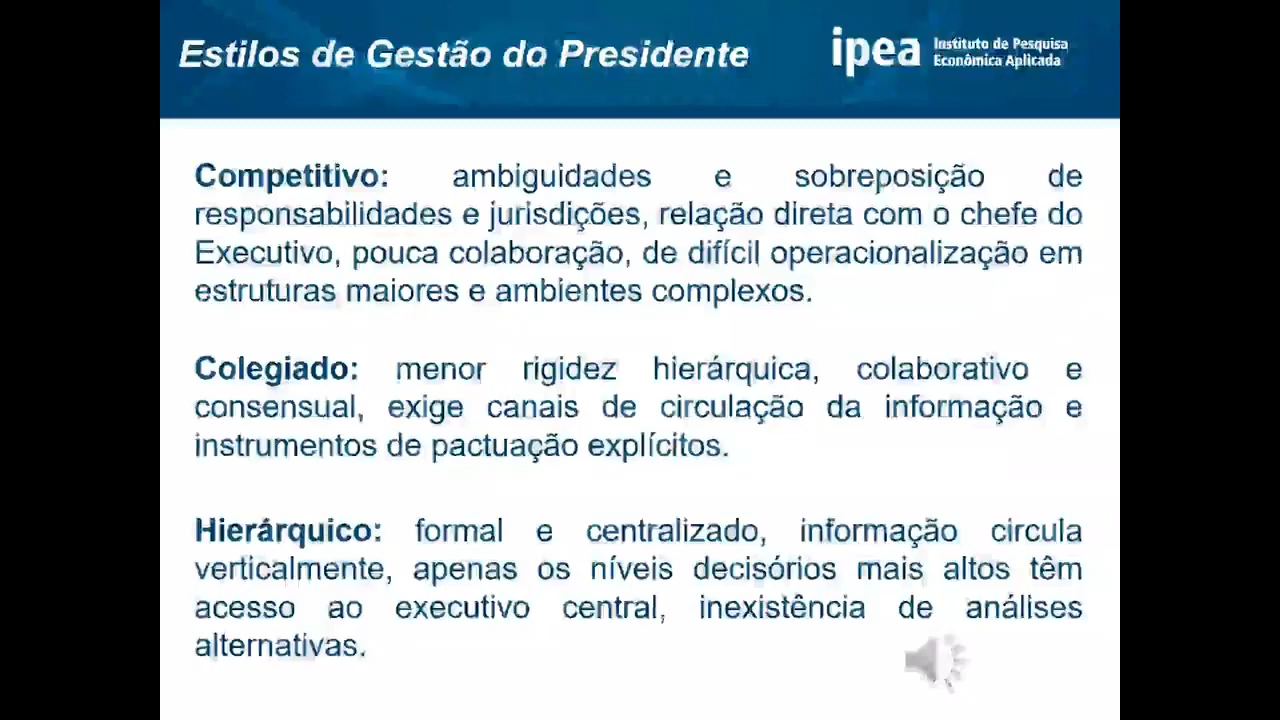 Estilos de Gestão do Presidente
ipea Instituto de Pesquisa
Econômica Aplicada
Competitivo: ambiguidades e sobreposição de
responsabilidades e jurisdições, relação direta com o chefe do
Executivo, pouca colaboração, de difícil operacionalização em
estruturas maiores e ambientes complexos.
Colegiado: menor rigidez hierárquica, colaborativo e
consensual, exige canais de circulação da informação e
instrumentos de pactuação explícitos.
Hierárquico: formal e centralizado, informação circula
verticalmente, apenas os níveis decisórios mais altos têm
acesso ao executivo central, inexistência de análises
alternativas.